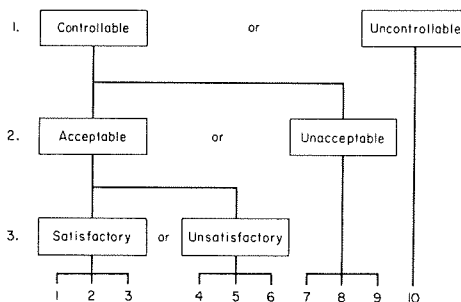 1. Controllable or Uncontrollable
2. Acceptable or Unacceptable
3. Satisfactory or Unsatisfactory
1 2 3 4 5 6 7 8 9 10